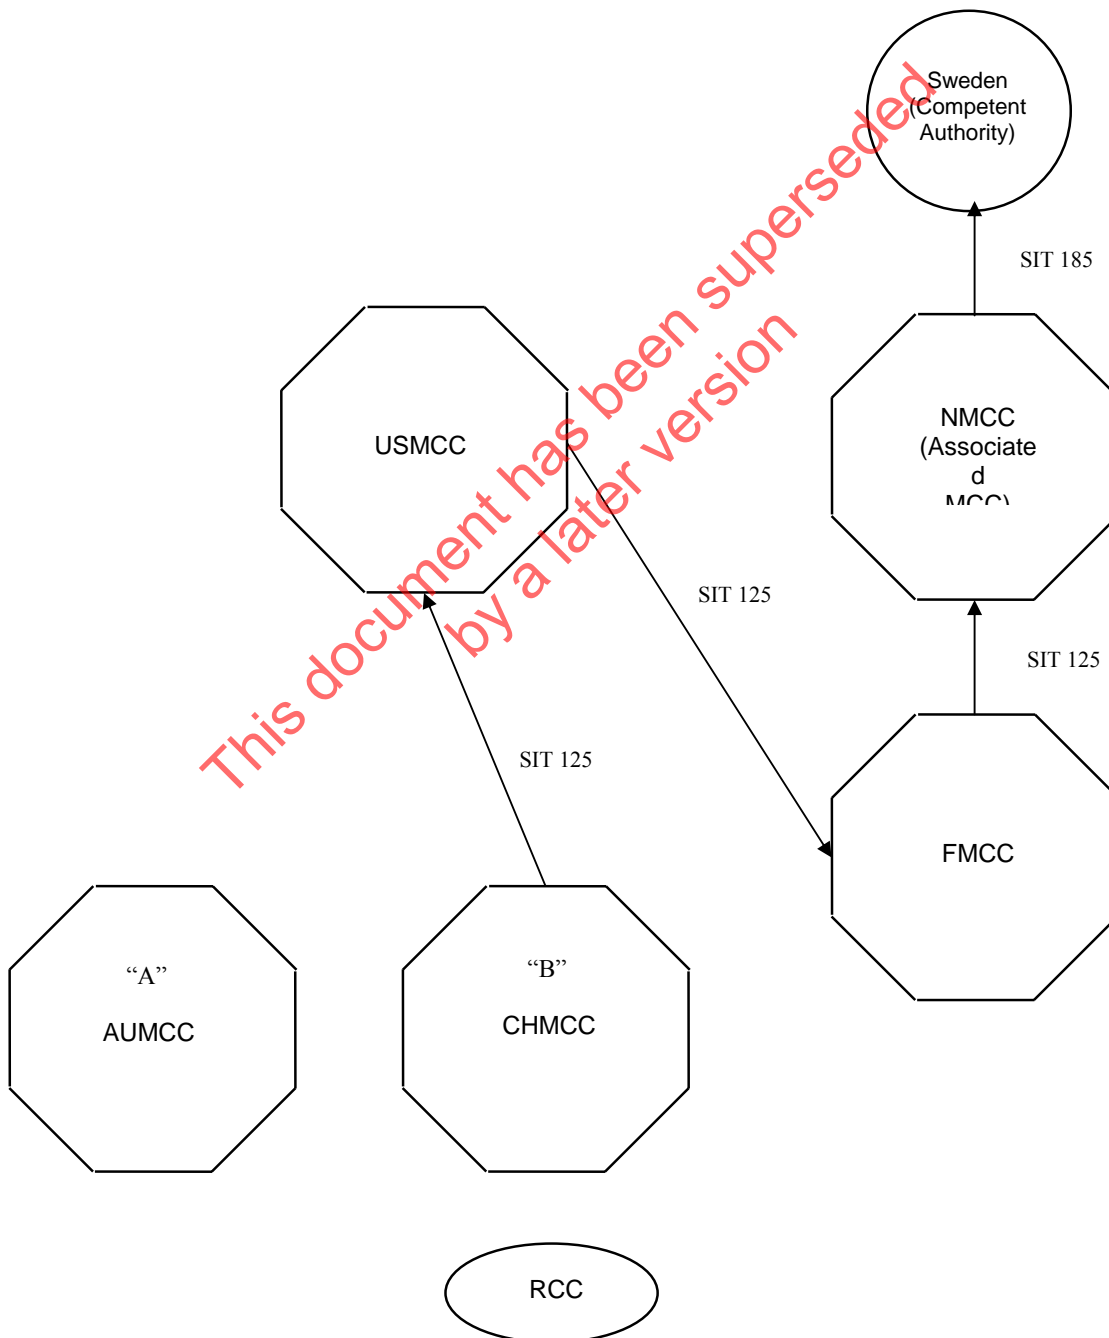 Sweden
(Competent
Authority)
SIT 185
USMCC
NMCC
(Associate
d
MCC)
SIT 125
SIT 125
SIT 125
FMCC
“A”
AUMCC
“B”
CHMCC
RCC
This document has been superseded
by a later version